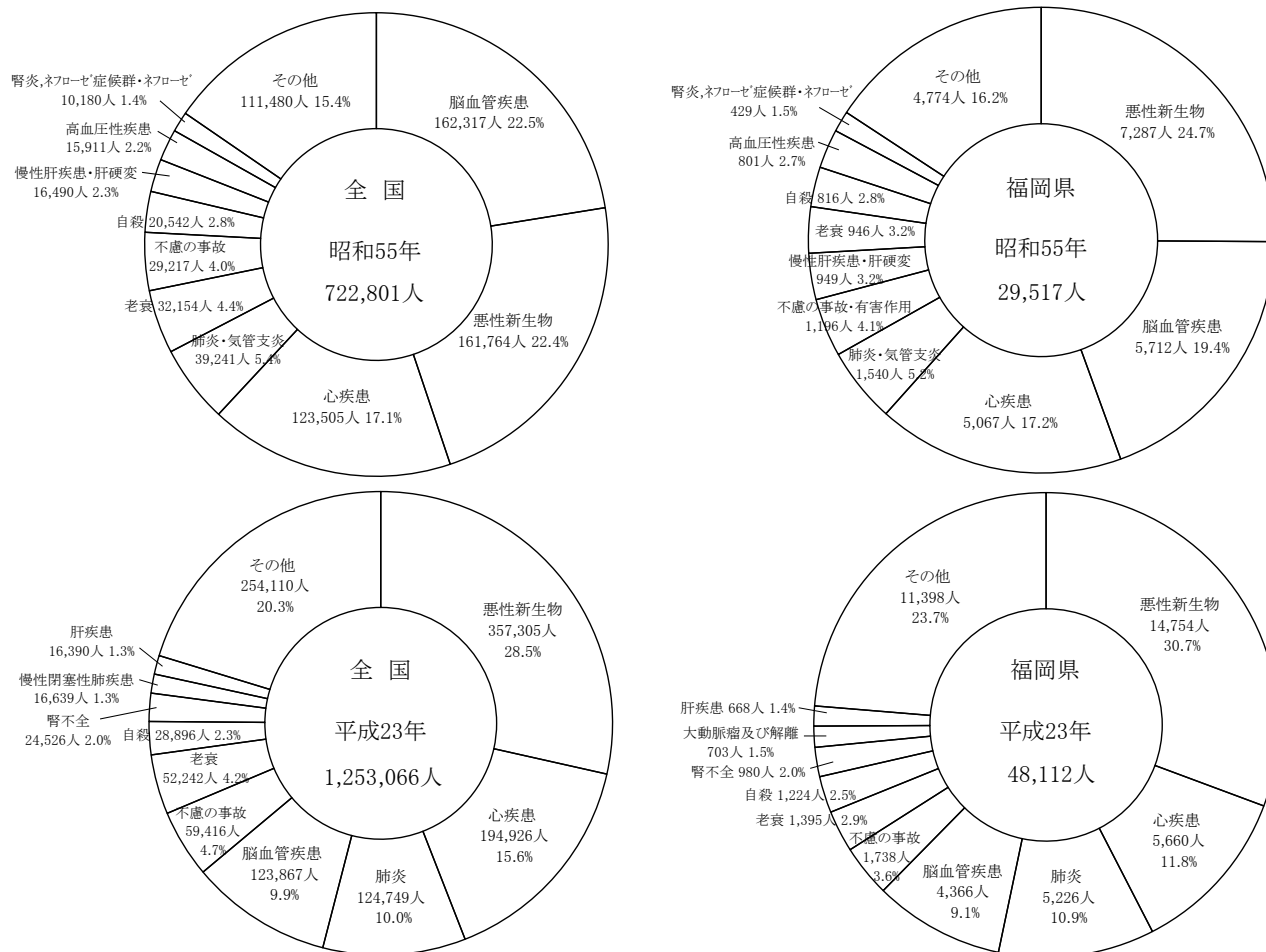 その他
111,480人 15.4%
腎炎,ネフローゼ症候群・ネフローゼ
10,180人 1.4%
高血圧性疾患
15,911人 2.2%
慢性肝疾患・肝硬変
16,490人 2.3%
自殺 20,542人 2.8%
不慮の事故
29,217人 4.0%
老衰 32,154人 4.4%
肺炎・気管支炎
39,241人 5.4%
心疾患
123,505人 17.1%
悪性新生物
161,764人 22.4%
脳血管疾患
162,317人 22.5%
全 国
昭和55年
722,801人
その他
4,774人 16.2%
腎炎,ネフローゼ症候群・ネフローゼ
429人 1.5%
高血圧性疾患
801人 2.7%
自殺 816人 2.8%
老衰 946人 3.2%
慢性肝疾患・肝硬変
949人 3.2%
不慮の事故・有害作用
1,196人 4.1%
肺炎・気管支炎
1,540人 5.2%
心疾患
5,067人 17.2%
脳血管疾患
5,712人 19.4%
悪性新生物
7,287人 24.7%
福岡県
昭和55年
29,517人
その他
254,110人
20.3%
肝疾患
16,390人 1.3%
慢性閉塞性肺疾患
16,639人 1.3%
腎不全
24,526人 2.0%
自殺 28,896人 2.3%
老衰
52,242人 4.2%
不慮の事故
59,416人
4.7%
脳血管疾患
123,867人
9.9%
肺炎
124,749人
10.0%
心疾患
194,926人
15.6%
悪性新生物
357,305人
28.5%
全 国
平成23年
1,253,066人
その他
11,398人
23.7%
肝疾患 668人 1.4%
大動脈瘤及び解離
703人 1.5%
腎不全 980人 2.0%
自殺 1,224人 2.5%
老衰 1,395人 2.9%
不慮の事故
1,738人
3.6%
脳血管疾患
4,366人
9.1%
肺炎
5,226人
10.9%
心疾患
5,660人
11.8%
悪性新生物
14,754人
30.7%
福岡県
平成23年
48,112人